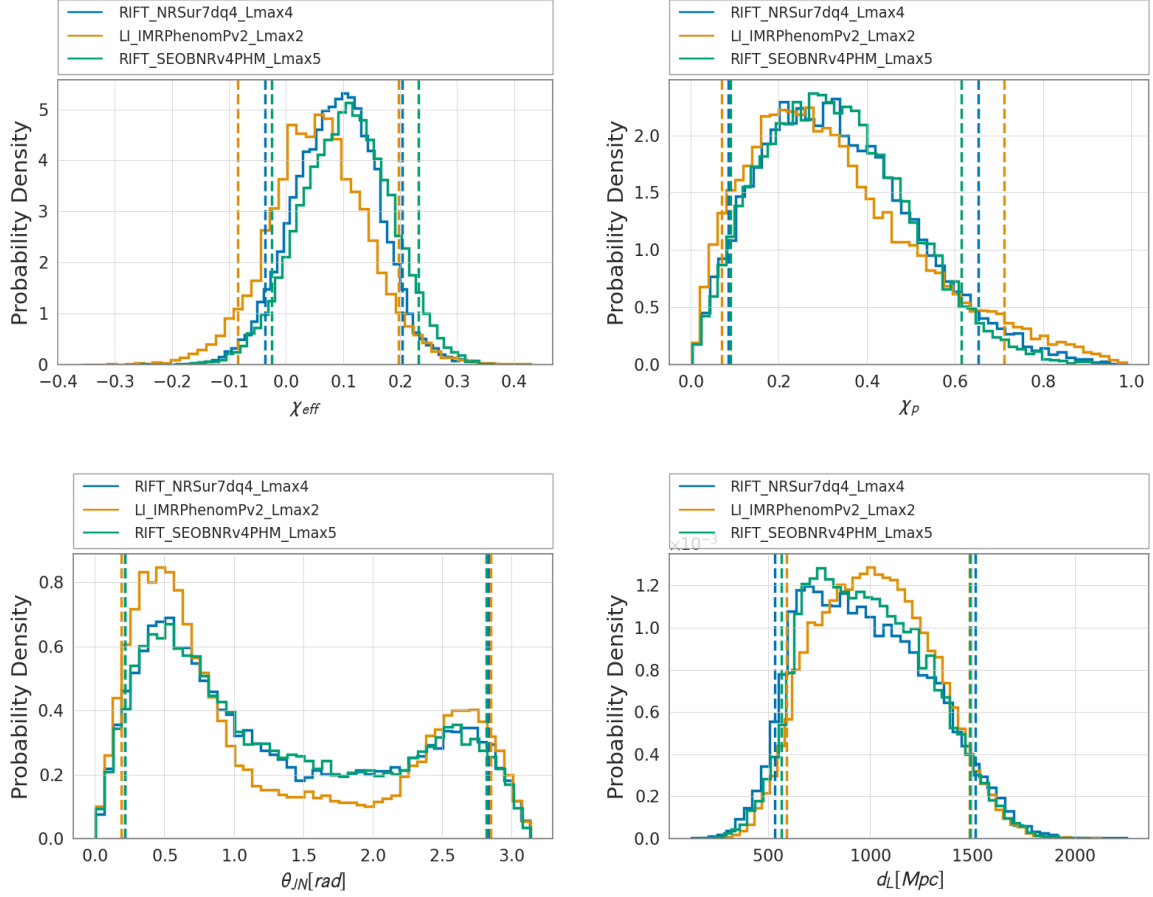 RIFT_NRSur7dq4_Lmax4
LI_IMRPhenomPv2_Lmax2
RIFT_SEOBNRv4PHM_Lmax5
Probability Density
5
4
3
2
1
0
−0.4 −0.3 −0.2 −0.1 0.0 0.1 0.2 0.3 0.4
χeff
RIFT_NRSur7dq4_Lmax4
LI_IMRPhenomPv2_Lmax2
RIFT_SEOBNRv4PHM_Lmax5
Probability Density
2.0
1.5
1.0
0.5
0.0
0.0 0.2 0.4 0.6 0.8 1.0
χp
RIFT_NRSur7dq4_Lmax4
LI_IMRPhenomPv2_Lmax2
RIFT_SEOBNRv4PHM_Lmax5
Probability Density
0.8
0.6
0.4
0.2
0.0
0.0 0.5 1.0 1.5 2.0 2.5 3.0
θJN[rad]
RIFT_NRSur7dq4_Lmax4
LI_IMRPhenomPv2_Lmax2
RIFT_SEOBNRv4PHM_Lmax5
×10−3
Probability Density
1.2
1.0
0.8
0.6
0.4
0.2
0.0
500 1000 1500 2000
dL[Mpc]